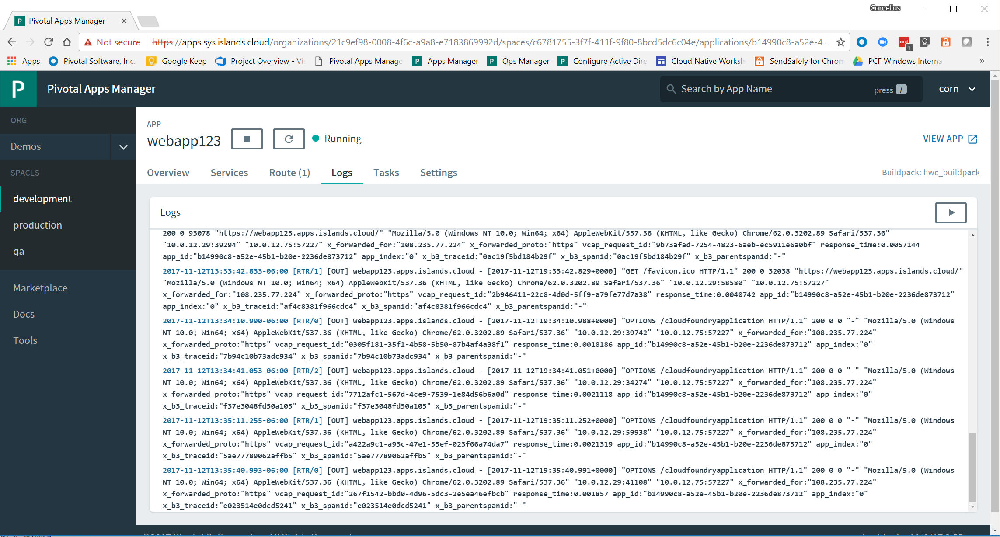 Cornelius
P Pivotal Apps Manager
Not secure https://apps.sys.islands.cloud/organizations/21c9ef98-0008-4f6c-a9a8-e7183869992d/spaces/c6781755-3f7f-411f-9f80-8bcd5dc6c04e/applications/b14990c8-a52e-4... 1
Apps Pivotal Software, Inc. Google Keep Project Overview - Vis Pivotal Apps Manage P Apps Manager P Ops Manager P Configure Active Dire Cloud Native Worksh SendSafely for Chrom PCF Windows Interna »
P Pivotal Apps Manager Search by App Name press / corn
ORG
Demos
SPACES
development
production
qa
Marketplace
Docs
Tools
APP
webapp123 Running VIEW APP
Overview Services Route (1) Logs Tasks Settings Buildpack: hwc_buildpack
Logs
200 0 93078 "https://webapp123.apps.islands.cloud/" "Mozilla/5.0 (Windows NT 10.0; Win64; x64) AppleWebKit/537.36 (KHTML, like Gecko) Chrome/62.0.3202.89 Safari/537.36"
"10.0.12.29:39294" "10.0.12.75:57227" x_forwarded_for:"108.235.77.224" x_forwarded_proto:"https" vcap_request_id:"9b73afad-7254-4823-6aeb-ec5911e6a0bf" response_time:0.0057144
app_id:"b14990c8-a52e-45b1-b20e-2236de873712" app_index:"0" x_b3_traceid:"0ac19f5bd184b29f" x_b3_spanid:"0ac19f5bd184b29f" x_b3_parentspanid:"-"
2017-11-12T13:33:42.833-06:00 [RTR/1] [OUT] webapp123.apps.islands.cloud - [2017-11-12T19:33:42.829+0000] "GET /favicon.ico HTTP/1.1" 200 0 32038 "https://webapp123.apps.islands.cloud/"
"Mozilla/5.0 (Windows NT 10.0; Win64; x64) AppleWebKit/537.36 (KHTML, like Gecko) Chrome/62.0.3202.89 Safari/537.36" "10.0.12.29:58580" "10.0.12.75:57227"
x_forwarded_for:"108.235.77.224" x_forwarded_proto:"https" vcap_request_id:"2b946411-22c8-4d0d-5ff9-a79fe77d7a38" response_time:0.0040742 app_id:"b14990c8-a52e-45b1-b20e-2236de873712"
app_index:"0" x_b3_traceid:"af4c8381f966cdc4" x_b3_spanid:"af4c8381f966cdc4" x_b3_parentspanid:"-"
2017-11-12T13:34:10.990-06:00 [RTR/0] [OUT] webapp123.apps.islands.cloud - [2017-11-12T19:34:10.988+0000] "OPTIONS /cloudfoundryapplication HTTP/1.1" 200 0 0 "-" "Mozilla/5.0 (Windows
NT 10.0; Win64; x64) AppleWebKit/537.36 (KHTML, like Gecko) Chrome/62.0.3202.89 Safari/537.36" "10.0.12.29:39742" "10.0.12.75:57227" x_forwarded_for:"108.235.77.224"
x_forwarded_proto:"https" vcap_request_id:"0305f181-35f1-4b58-5b50-87b4af4a38f1" response_time:0.0018186 app_id:"b14990c8-a52e-45b1-b20e-2236de873712" app_index:"0"
x_b3_traceid:"7b94c10b73adc934" x_b3_spanid:"7b94c10b73adc934" x_b3_parentspanid:"-"
2017-11-12T13:34:41.053-06:00 [RTR/2] [OUT] webapp123.apps.islands.cloud - [2017-11-12T19:34:41.051+0000] "OPTIONS /cloudfoundryapplication HTTP/1.1" 200 0 0 "-" "Mozilla/5.0 (Windows
NT 10.0; Win64; x64) AppleWebKit/537.36 (KHTML, like Gecko) Chrome/62.0.3202.89 Safari/537.36" "10.0.12.29:34274" "10.0.12.75:57227" x_forwarded_for:"108.235.77.224"
x_forwarded_proto:"https" vcap_request_id:"7712afc1-567d-4ce9-7539-1e84d56b6a0d" response_time:0.0021118 app_id:"b14990c8-a52e-45b1-b20e-2236de873712" app_index:"0"
x_b3_traceid:"f37e3048fd50a105" x_b3_spanid:"f37e3048fd50a105" x_b3_parentspanid:"-"
2017-11-12T13:35:11.255-06:00 [RTR/1] [OUT] webapp123.apps.islands.cloud - [2017-11-12T19:35:11.252+0000] "OPTIONS /cloudfoundryapplication HTTP/1.1" 200 0 0 "-" "Mozilla/5.0 (Windows
NT 10.0; Win64; x64) AppleWebKit/537.36 (KHTML, like Gecko) Chrome/62.0.3202.89 Safari/537.36" "10.0.12.29:59938" "10.0.12.75:57227" x_forwarded_for:"108.235.77.224"
x_forwarded_proto:"https" vcap_request_id:"a422a9c1-a93c-47e1-55ef-023f66a74da7" response_time:0.0021319 app_id:"b14990c8-a52e-45b1-b20e-2236de873712" app_index:"0"
x_b3_traceid:"5ae77789062affb5" x_b3_spanid:"5ae77789062affb5" x_b3_parentspanid:"-"
2017-11-12T13:35:40.993-06:00 [RTR/0] [OUT] webapp123.apps.islands.cloud - [2017-11-12T19:35:40.991+0000] "OPTIONS /cloudfoundryapplication HTTP/1.1" 200 0 0 "-" "Mozilla/5.0 (Windows
NT 10.0; Win64; x64) AppleWebKit/537.36 (KHTML, like Gecko) Chrome/62.0.3202.89 Safari/537.36" "10.0.12.29:41108" "10.0.12.75:57227" x_forwarded_for:"108.235.77.224"
x_forwarded_proto:"https" vcap_request_id:"267f1542-bbd0-4d96-5dc3-2e5ea46efbcb" response_time:0.001857 app_id:"b14990c8-a52e-45b1-b20e-2236de873712" app_index:"0"
x_b3_traceid:"e023514e0dcd5241" x_b3_spanid:"e023514e0dcd5241" x_b3_parentspanid:"-"